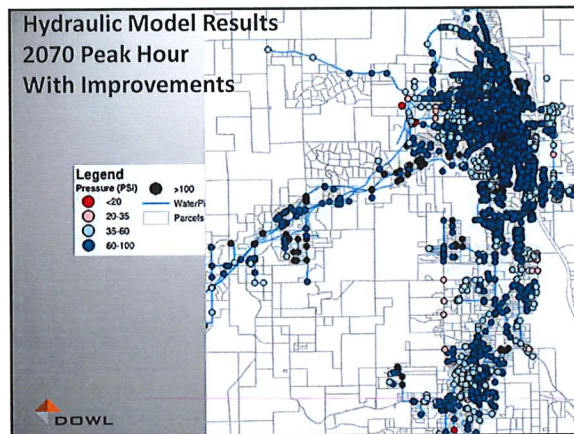 Hydraulic Model Results
2070 Peak Hour
With Improvements
Legend
Pressure (PSI)
<20
20-35
35-60
60-100
>100
WaterPi
Parcels
DOWL